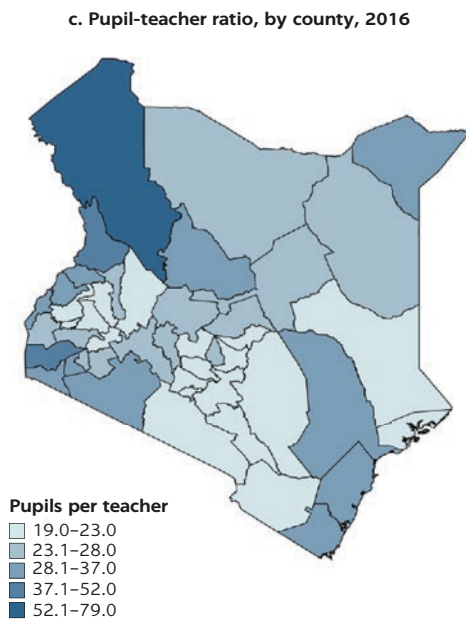 c. Pupil-teacher ratio, by county, 2016
Pupils per teacher
19.0–23.0
23.1–28.0
28.1–37.0
37.1–52.0
52.1–79.0